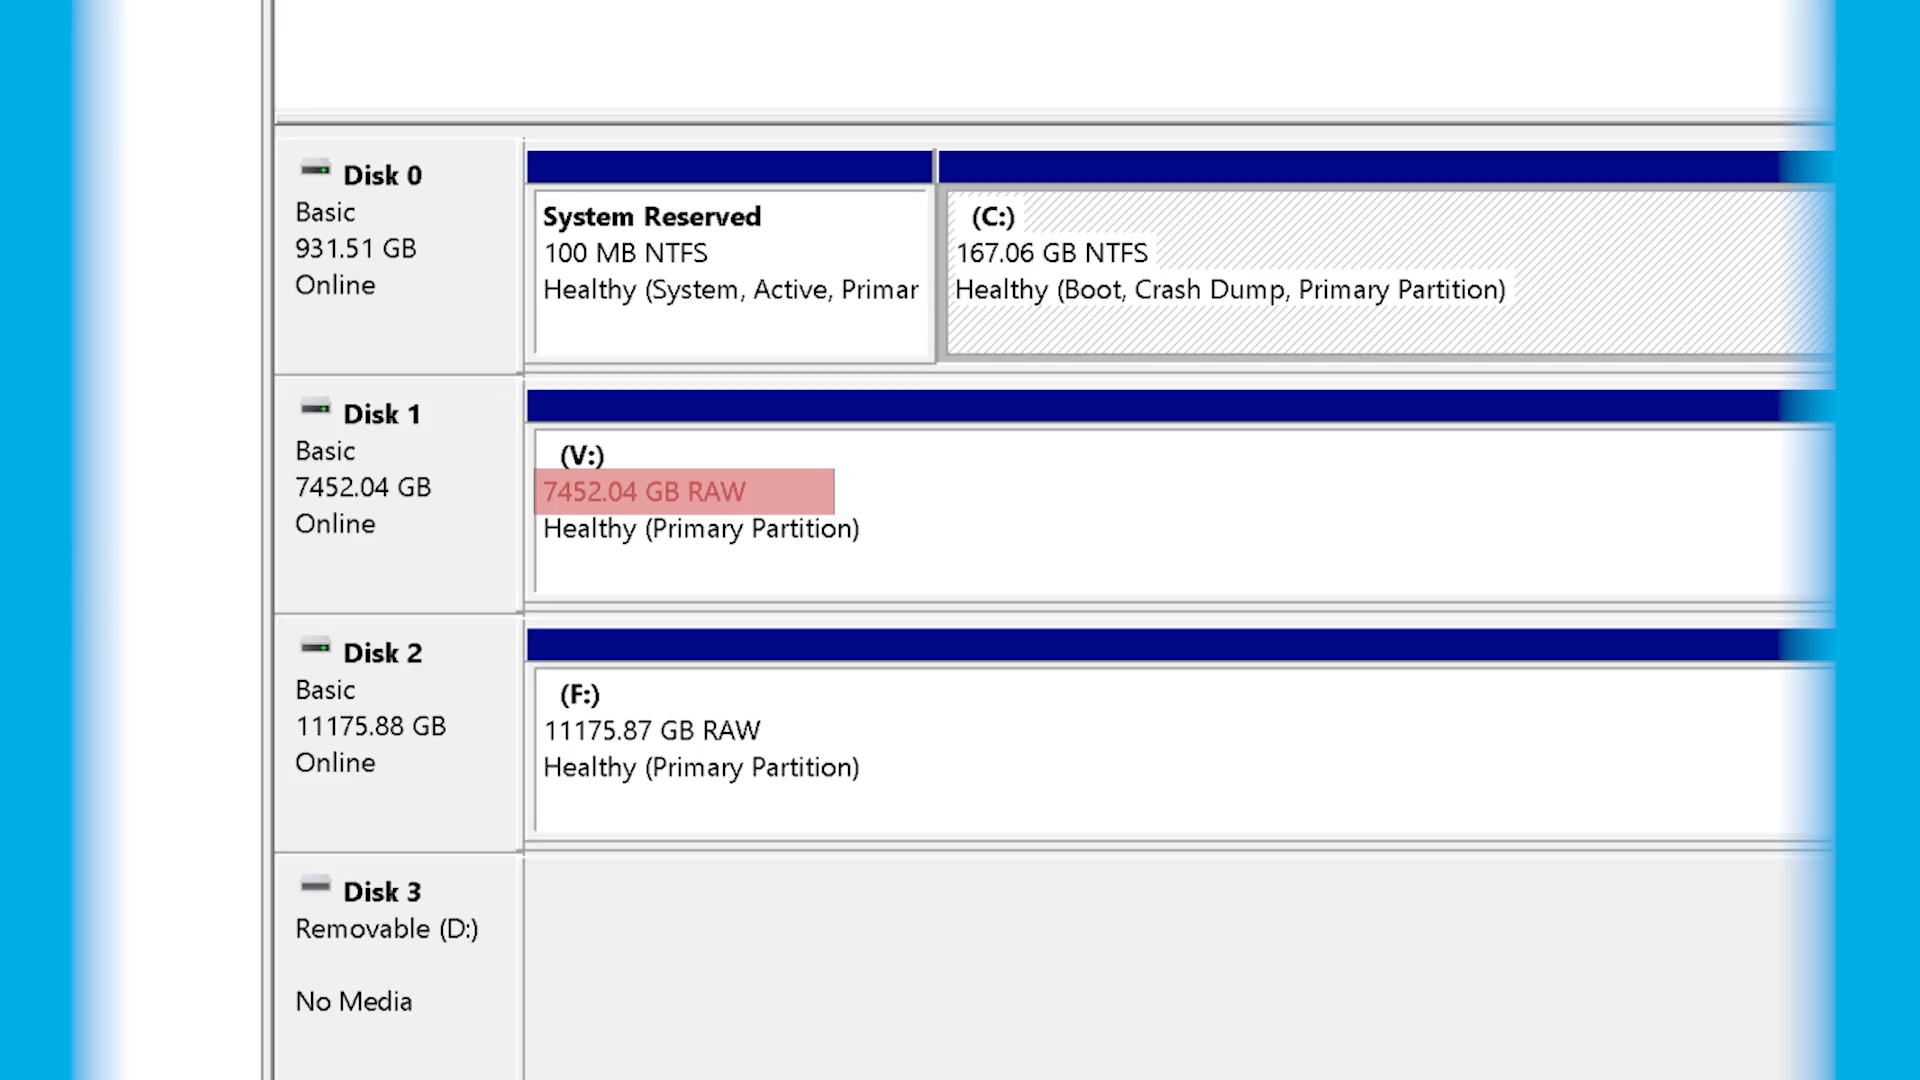 Disk 0
Basic
931.51 GB
Online
System Reserved
100 MB NTFS
Healthy (System, Active, Primar
(C:)
167.06 GB NTFS
Healthy (Boot, Crash Dump, Primary Partition)
Disk 1
Basic
7452.04 GB
Online
(V:)
7452.04 GB RAW
Healthy (Primary Partition)
Disk 2
Basic
11175.88 GB
Online
(F:)
11175.87 GB RAW
Healthy (Primary Partition)
Disk 3
Removable (D:)
No Media